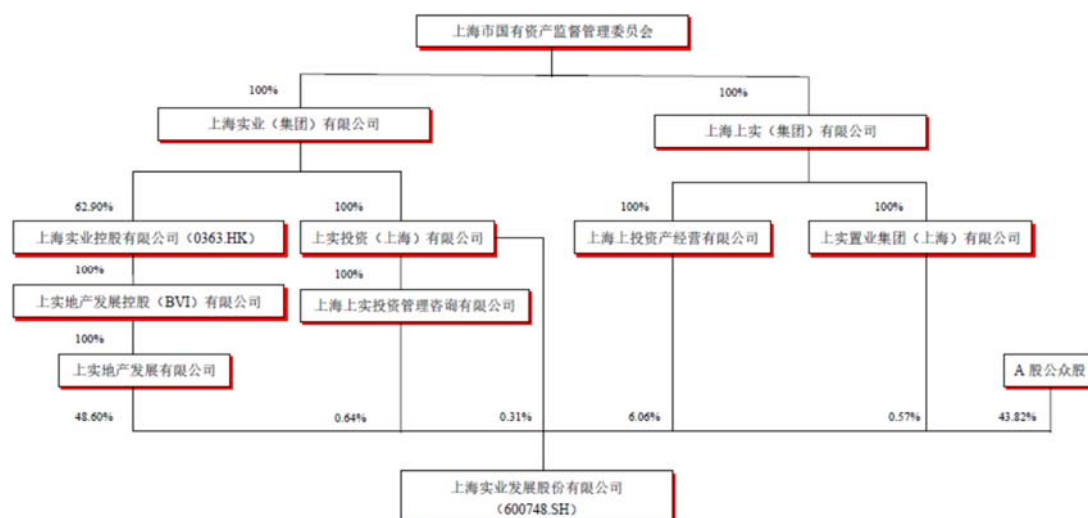 上海市国有资产监督管理委员会
100%
100%
上海实业（集团）有限公司
上海上实（集团）有限公司
62.90%
100%
100%
100%
上海实业控股有限公司（0363.HK）
上实投资（上海）有限公司
上海上投资产经营有限公司
上实置业集团（上海）有限公司
100%
100%
上实地产发展控股（BVI）有限公司
上海上实投资管理咨询有限公司
100%
上实地产发展有限公司
A 股公众股
48.60%
0.64%
0.31%
6.06%
0.57%
43.82%
上海实业发展股份有限公司
（600748.SH）